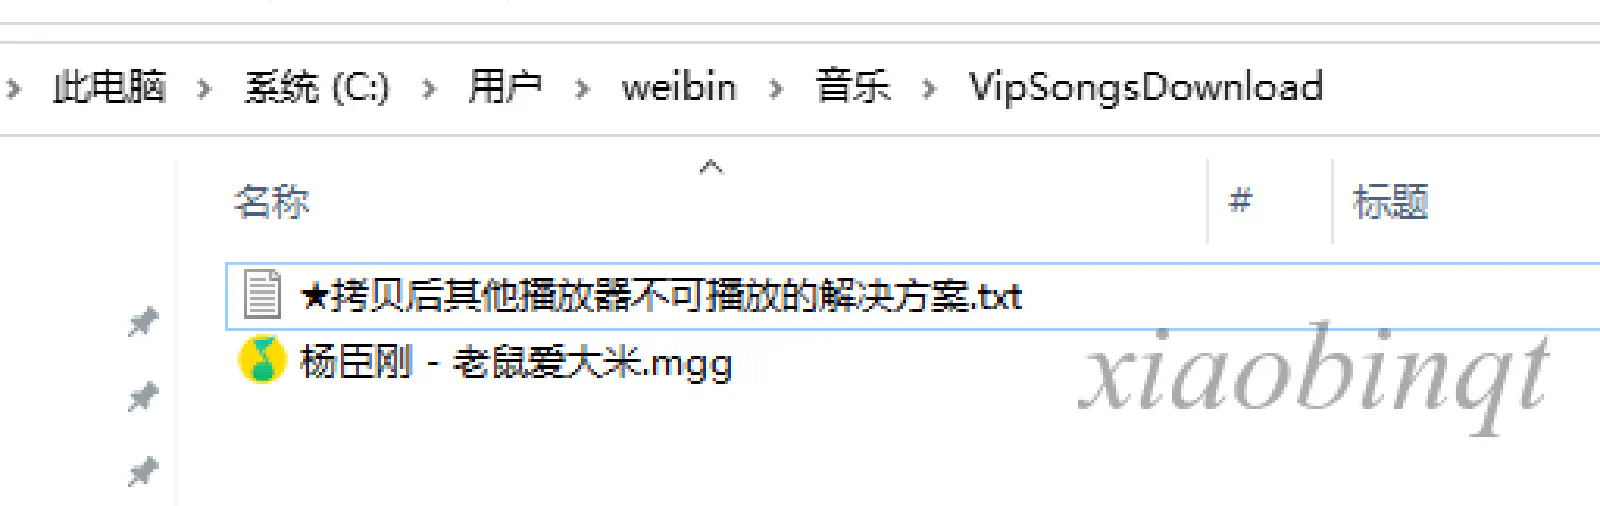 此电脑 > 系统 (C:) > 用户 > weibin > 音乐 > VipSongsDownload
名称 # 标题
★拷贝后其他播放器不可播放的解决方案.txt
杨臣刚 - 老鼠爱大米.mgg
xiaobinqt